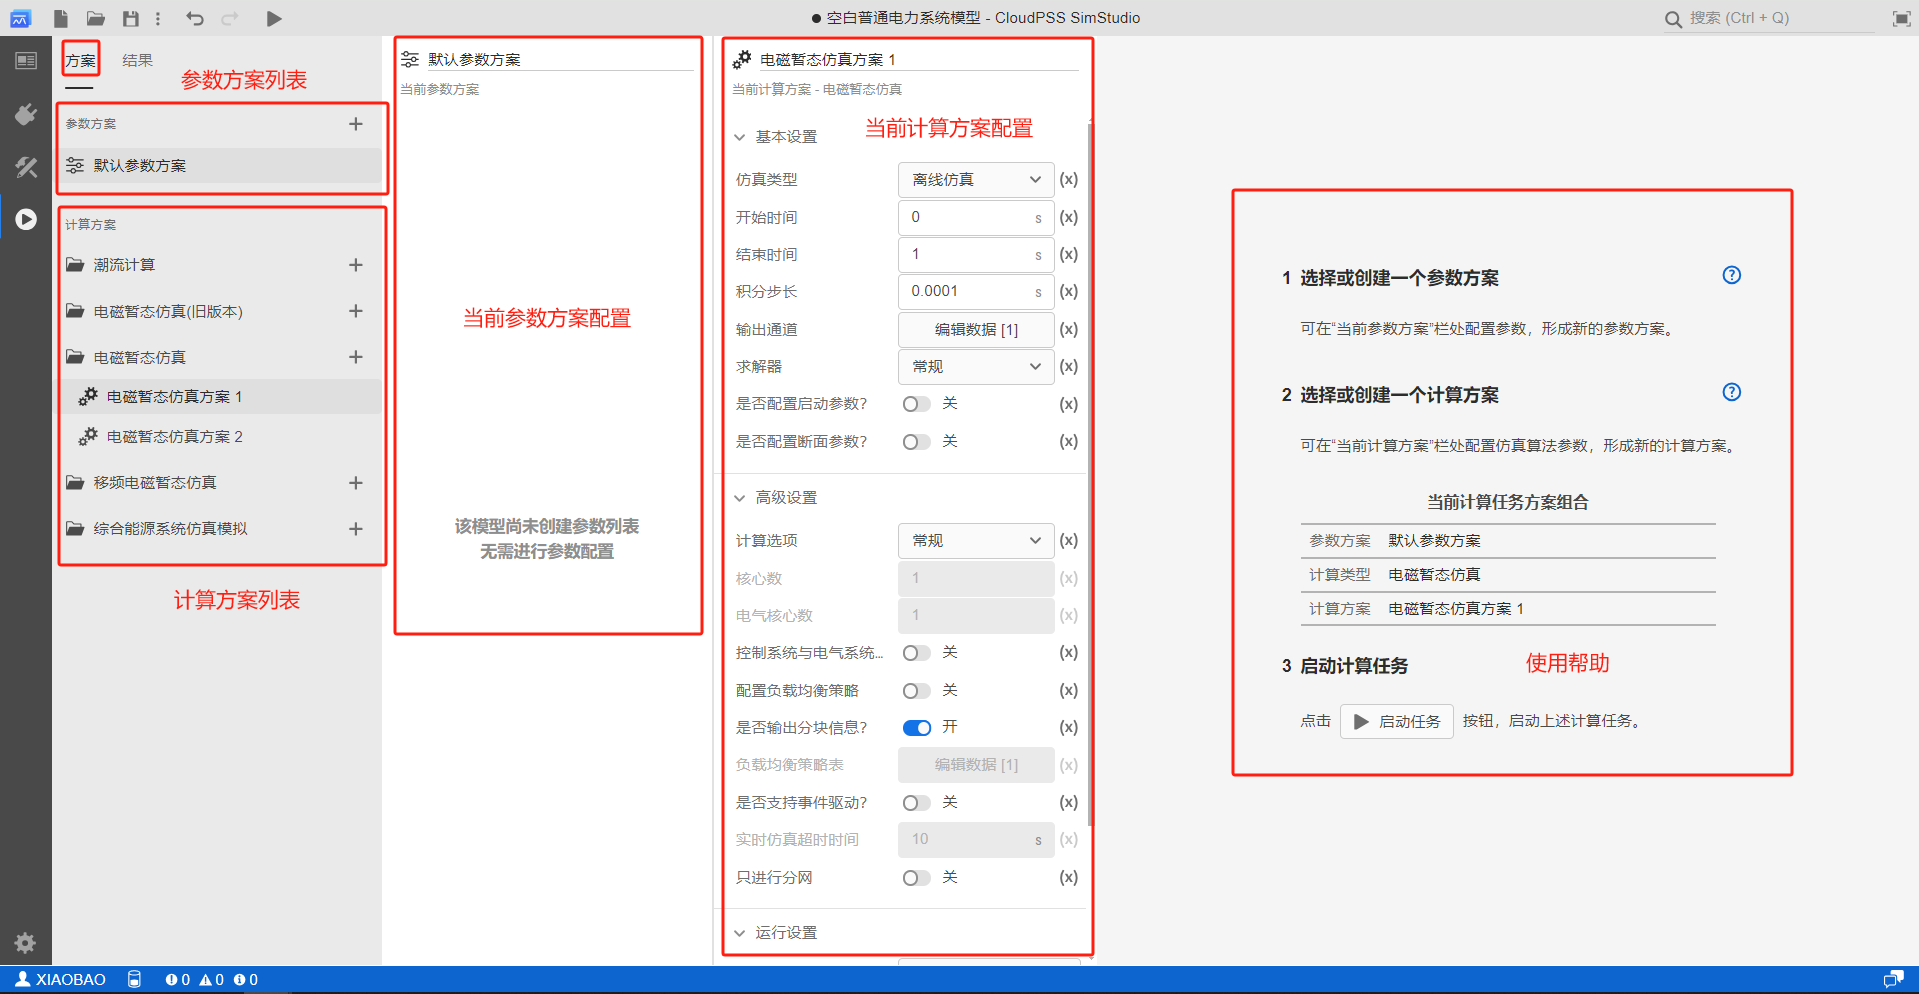 ● 空白普通电力系统模型 - CloudPSS SimStudio
搜索 (Ctrl + Q)
方案
结果
参数方案列表
参数方案
默认参数方案
计算方案
潮流计算
电磁暂态仿真(旧版本)
电磁暂态仿真
电磁暂态仿真方案 1
电磁暂态仿真方案 2
移频电磁暂态仿真
综合能源系统仿真模拟
计算方案列表
默认参数方案
当前参数方案
当前参数方案配置
该模型尚未创建参数列表
无需进行参数配置
电磁暂态仿真方案 1
当前计算方案 - 电磁暂态仿真
当前计算方案配置
基本设置
仿真类型 离线仿真 (x)
开始时间 0 s (x)
结束时间 1 s (x)
积分步长 0.0001 s (x)
输出通道 编辑数据 [1] (x)
求解器 常规 (x)
是否配置启动参数? 关 (x)
是否配置断面参数? 关 (x)
高级设置
计算选项 常规 (x)
核心数 1 (x)
电气核心数 1 (x)
控制系统与电气系统... 关 (x)
配置负载均衡策略 关 (x)
是否输出分块信息? 开 (x)
负载均衡策略表 编辑数据 [1] (x)
是否支持事件驱动? 关 (x)
实时仿真超时时间 10 s (x)
只进行分网 关 (x)
运行设置
1 选择或创建一个参数方案
可在“当前参数方案”栏处配置参数，形成新的参数方案。
2 选择或创建一个计算方案
可在“当前计算方案”栏处配置仿真算法参数，形成新的计算方案。
当前计算任务方案组合
参数方案 默认参数方案
计算类型 电磁暂态仿真
计算方案 电磁暂态仿真方案 1
3 启动计算任务
使用帮助
点击 启动任务 按钮，启动上述计算任务。
XIAOBAO 0 0 0